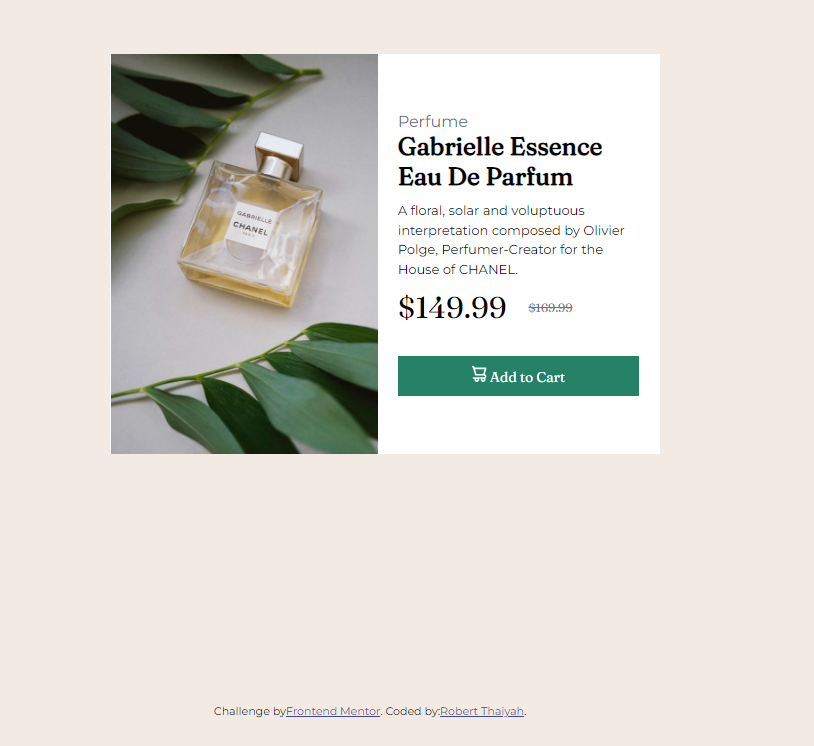 GABRIELLE
CHANEL
PARIS
Perfume
Gabrielle Essence
Eau De Parfum
A floral, solar and voluptuous
interpretation composed by Olivier
Polge, Perfumer-Creator for the
House of CHANEL.
$149.99 $169.99
Add to Cart
Challenge byFrontend Mentor. Coded by:Robert Thaiyah.